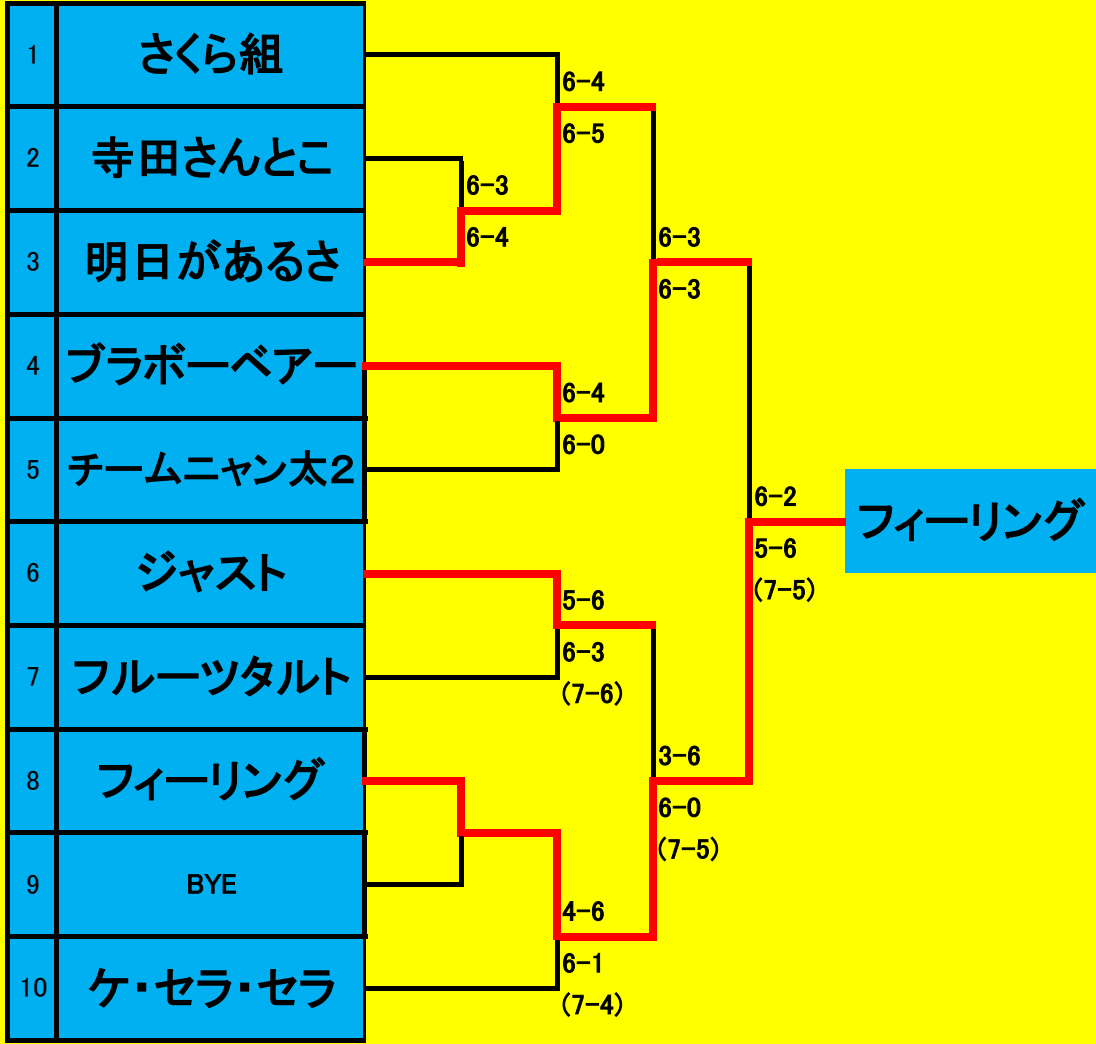 1 さくら組
2 寺田さんとこ
3 明日があるさ
4 ブラボーベアー
5 チームニャン太2
6 ジャスト
7 フルーツタルト
8 フィーリング
9 BYE
10 ケ・セラ・セラ
6-3
6-4
6-4
6-5
6-4
6-0
5-6
6-3
(7-6)
4-6
6-1
(7-4)
6-3
6-3
3-6
6-0
(7-5)
6-2
5-6
(7-5)
フィーリング